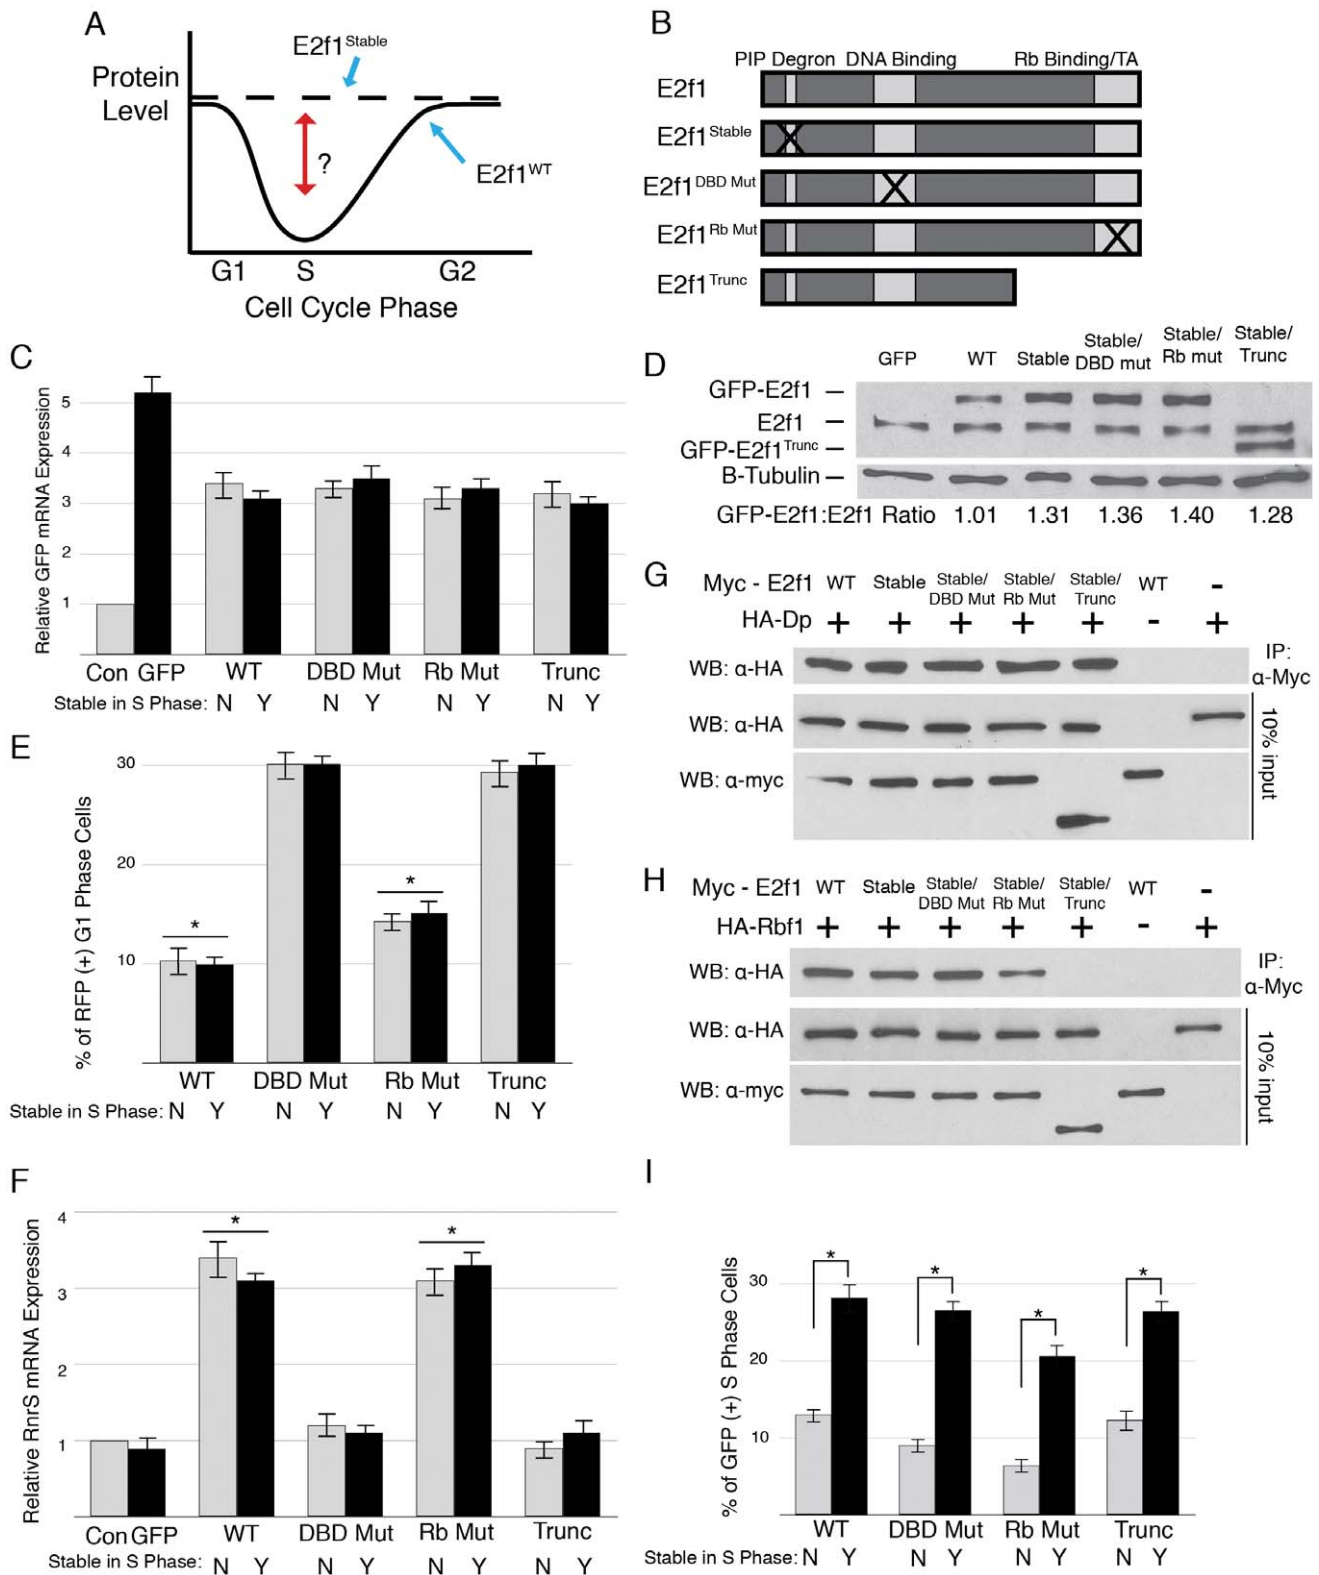 A
E2f1Stable
Protein
Level
?
E2f1WT
G1 S G2
Cell Cycle Phase
B
PIP Degron DNA Binding Rb Binding/TA
E2f1
E2f1Stable
E2f1DBD Mut
E2f1Rb Mut
E2f1Trunc
C
Relative GFP mRNA Expression
5
4
3
2
1
Con GFP WT DBD Mut Rb Mut Trunc
Stable in S Phase: N Y N Y N Y N Y
D
GFP WT Stable Stable/DBD mut Stable/Rb mut Stable/Trunc
GFP-E2f1
E2f1
GFP-E2f1Trunc
B-Tubulin
GFP-E2f1:E2f1 Ratio 1.01 1.31 1.36 1.40 1.28
E
% of RFP (+) G1 Phase Cells
30
20
10
* *
WT DBD Mut Rb Mut Trunc
Stable in S Phase: N Y N Y N Y N Y
G
Myc - E2f1 WT Stable Stable/DBD Mut Stable/Rb Mut Stable/Trunc WT -
HA-Dp + + + + + - +
WB: α-HA
IP:
α-Myc
WB: α-HA
WB: α-myc
10% input
H
Myc - E2f1 WT Stable Stable/DBD Mut Stable/Rb Mut Stable/Trunc WT -
HA-Rbf1 + + + + + - +
WB: α-HA
IP:
α-Myc
WB: α-HA
WB: α-myc
10% input
F
Relative RnrS mRNA Expression
4
3
2
1
* *
Con GFP WT DBD Mut Rb Mut Trunc
Stable in S Phase: N Y N Y N Y N Y
I
% of GFP (+) S Phase Cells
30
20
10
* * * *
WT DBD Mut Rb Mut Trunc
Stable in S Phase: N Y N Y N Y N Y